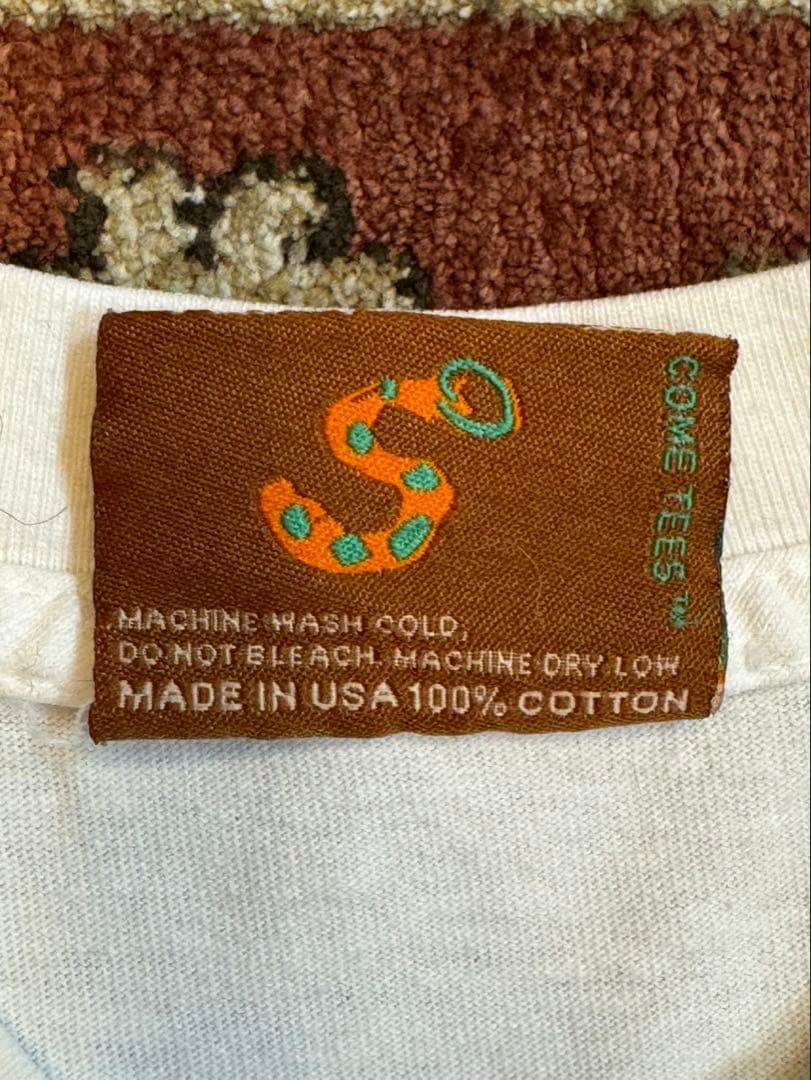 S
COME TEES™
MACHINE WASH COLD,
DO NOT BLEACH. MACHINE DRY LOW
MADE IN USA 100% COTTON